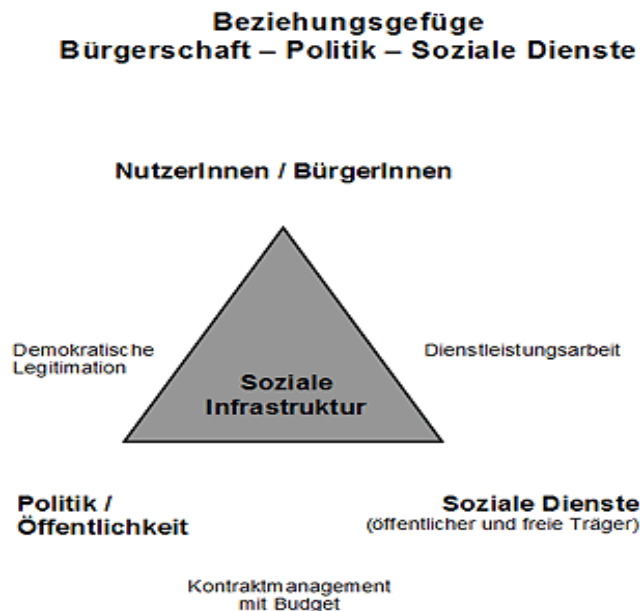 Beziehungsgefüge
Bürgerschaft – Politik – Soziale Dienste
NutzerInnen / BürgerInnen
Demokratische
Legitimation
Dienstleistungsarbeit
Soziale
Infrastruktur
Politik /
Öffentlichkeit
Soziale Dienste
(öffentlicher und freie Träger)
Kontraktmanagement
mit Budget